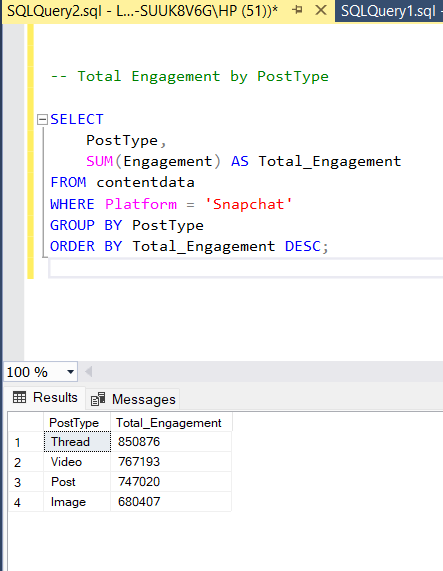 SQLQuery2.sql - L...-SUUK8V6G\HP (51))*
SQLQuery1.sql -
-- Total Engagement by PostType
SELECT
PostType,
SUM(Engagement) AS Total_Engagement
FROM contentdata
WHERE Platform = 'Snapchat'
GROUP BY PostType
ORDER BY Total_Engagement DESC;
100 %
Results Messages
PostType Total_Engagement
1 Thread 850876
2 Video 767193
3 Post 747020
4 Image 680407